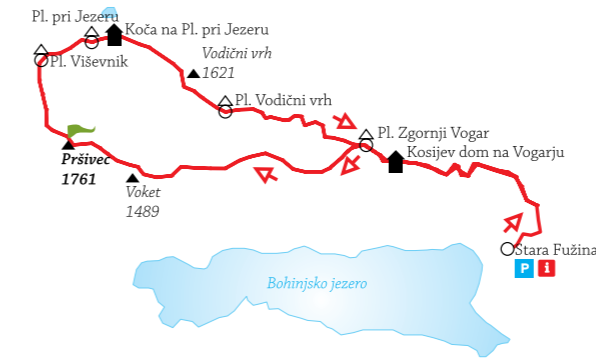 Pl. pri Jezeru
Koča na Pl. pri Jezeru
Pl. Viševnik
Vodični vrh
1621
Pl. Vodični vrh
Pl. Zgornji Vogar
Kosijev dom na Vogarju
Pršivec
1761
Voket
1489
Stara Fužina
P i
Bohinjsko jezero